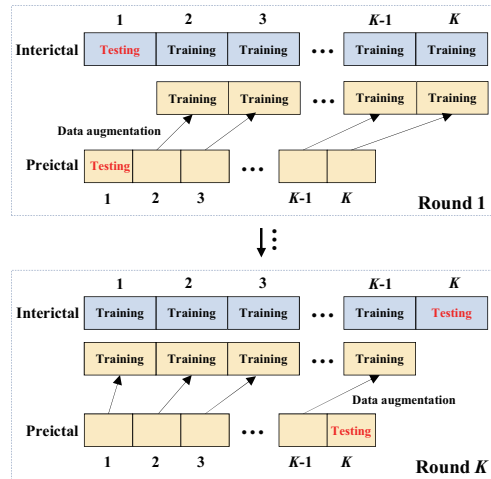 1 2 3 K-1 K
Interictal Testing Training Training ... Training Training
Training Training ... Training Training
Data augmentation
Preictal Testing ...
1 2 3 K-1 K
Round 1
1 2 3 K-1 K
Interictal Training Training Training ... Training Testing
Training Training Training ... Training
Data augmentation
Preictal ... Testing
1 2 3 K-1 K
Round K